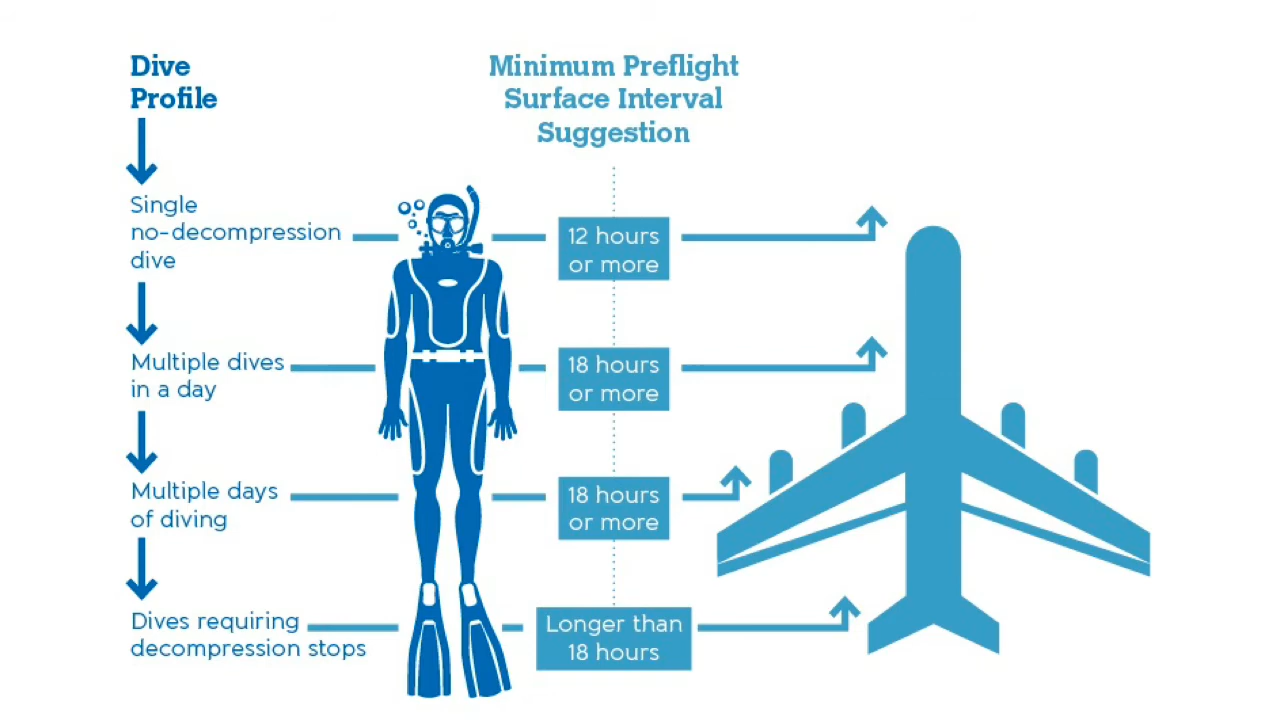 Dive
Profile
Minimum Preflight
Surface Interval
Suggestion
Single
no-decompression
dive
12 hours
or more
Multiple dives
in a day
18 hours
or more
Multiple days
of diving
18 hours
or more
Dives requiring
decompression stops
Longer than
18 hours